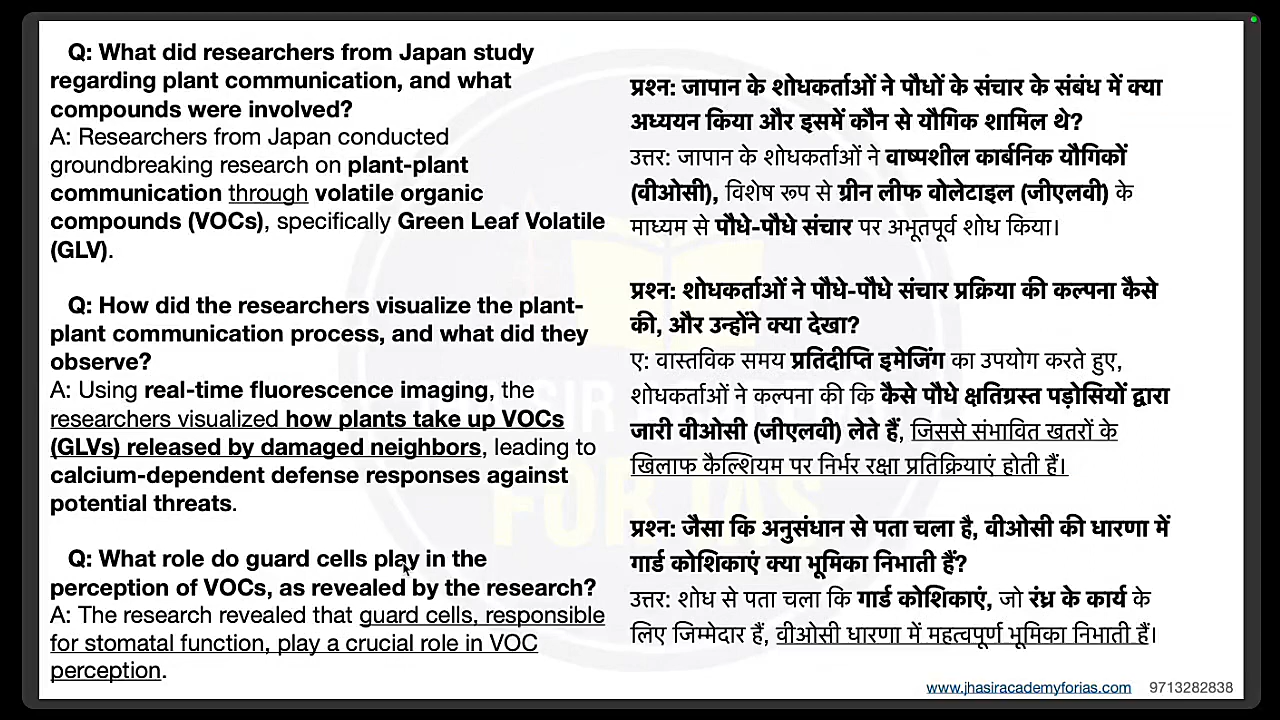 Q: What did researchers from Japan study
regarding plant communication, and what
compounds were involved?
A: Researchers from Japan conducted
groundbreaking research on plant-plant
communication through volatile organic
compounds (VOCs), specifically Green Leaf Volatile
(GLV).
Q: How did the researchers visualize the plant-
plant communication process, and what did they
observe?
A: Using real-time fluorescence imaging, the
researchers visualized how plants take up VOCs
(GLVs) released by damaged neighbors, leading to
calcium-dependent defense responses against
potential threats.
Q: What role do guard cells play in the
perception of VOCs, as revealed by the research?
A: The research revealed that guard cells, responsible
for stomatal function, play a crucial role in VOC
perception.
प्रश्न: जापान के शोधकर्ताओं ने पौधों के संचार के संबंध में क्या
अध्ययन किया और इसमें कौन से यौगिक शामिल थे?
उत्तर: जापान के शोधकर्ताओं ने वाष्पशील कार्बनिक यौगिकों
(वीओसी), विशेष रूप से ग्रीन लीफ वोलेटाइल (जीएलवी) के
माध्यम से पौधे-पौधे संचार पर अभूतपूर्व शोध किया।
प्रश्न: शोधकर्ताओं ने पौधे-पौधे संचार प्रक्रिया की कल्पना कैसे
की, और उन्होंने क्या देखा?
ए: वास्तविक समय प्रतिदीप्ति इमेजिंग का उपयोग करते हुए,
शोधकर्ताओं ने कल्पना की कि कैसे पौधे क्षतिग्रस्त पड़ोसियों द्वारा
जारी वीओसी (जीएलवी) लेते हैं, जिससे संभावित खतरों के
खिलाफ कैल्शियम पर निर्भर रक्षा प्रतिक्रियाएं होती हैं।
प्रश्न: जैसा कि अनुसंधान से पता चला है, वीओसी की धारणा में
गार्ड कोशिकाएं क्या भूमिका निभाती हैं?
उत्तर: शोध से पता चला कि गार्ड कोशिकाएं, जो रंध्र के कार्य के
लिए जिम्मेदार हैं, वीओसी धारणा में महत्वपूर्ण भूमिका निभाती हैं।
www.jhasiracademyforias.com 9713282838